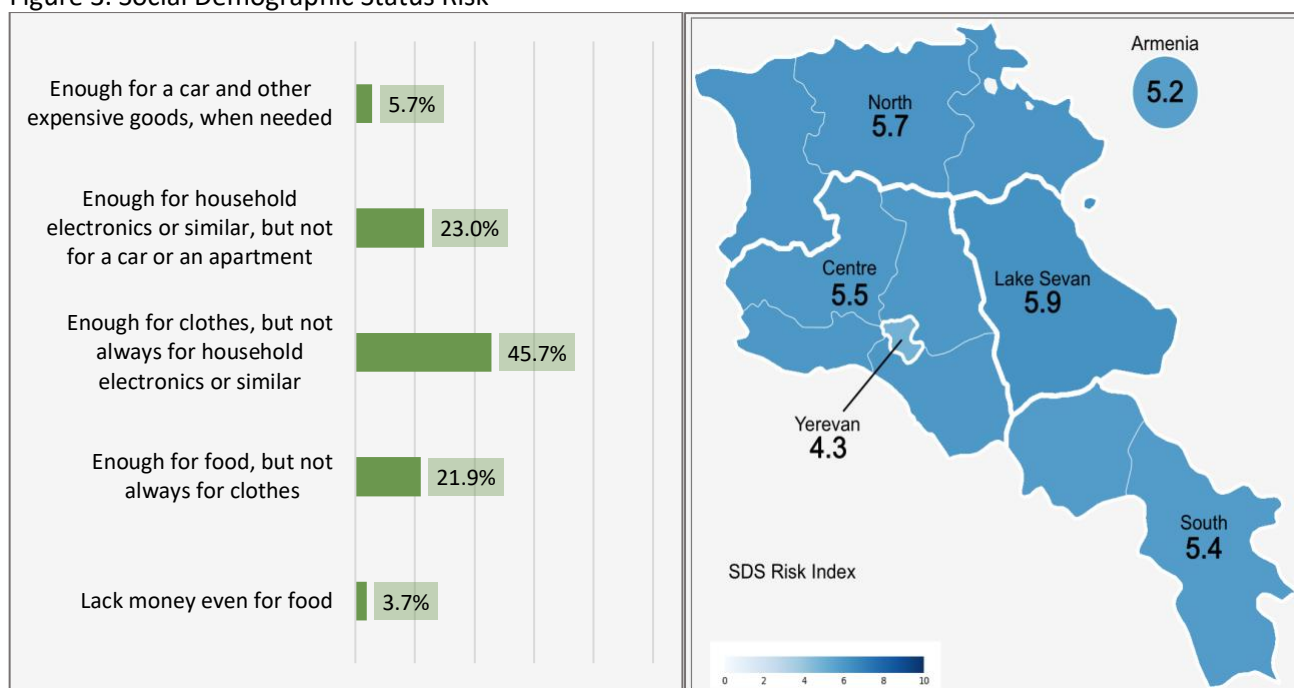 Figure 3: Social Demographic Status Risk
Enough for a car and other
expensive goods, when needed
5.7%
Enough for household
electronics or similar, but not
for a car or an apartment
23.0%
Enough for clothes, but not
always for household
electronics or similar
45.7%
Enough for food, but not
always for clothes
21.9%
Lack money even for food
3.7%
Armenia
5.2
North
5.7
Centre
5.5
Lake Sevan
5.9
Yerevan
4.3
South
5.4
SDS Risk Index
0 2 4 6 8 10